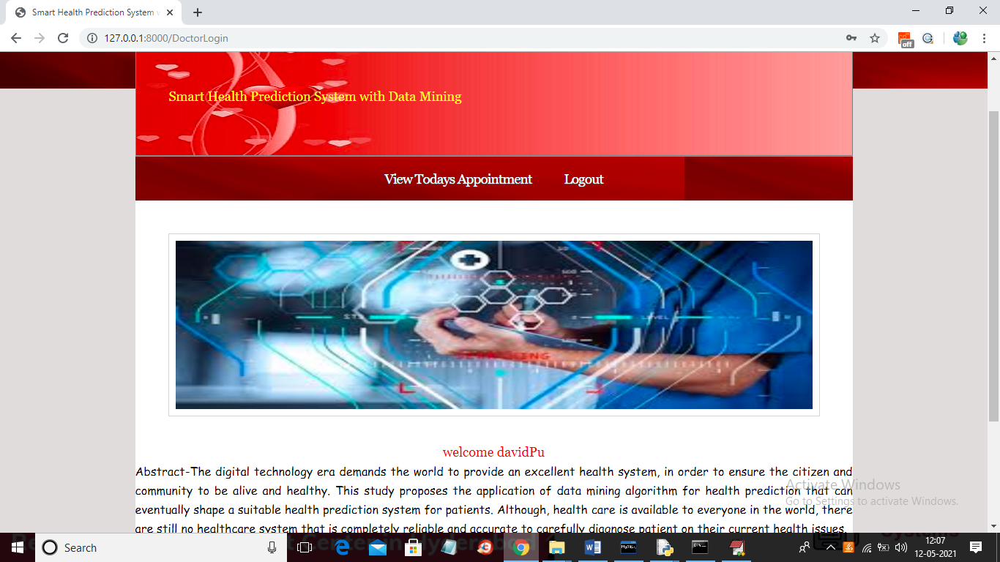 Smart Health Prediction System w
127.0.0.1:8000/DoctorLogin
off
Smart Health Prediction System with Data Mining
View Todays Appointment Logout
welcome davidPu
Abstract-The digital technology era demands the world to provide an excellent health system, in order to ensure the citizen and
community to be alive and healthy. This study proposes the application of data mining algorithm for health prediction that can
eventually shape a suitable health prediction system for patients. Although, health care is available to everyone in the world, there
are still no healthcare system that is completely reliable and accurate to carefully diagnose patient on their current health issues.
Activate Windows
Go to Settings to activate Windows.
Search
12:07
12-05-2021